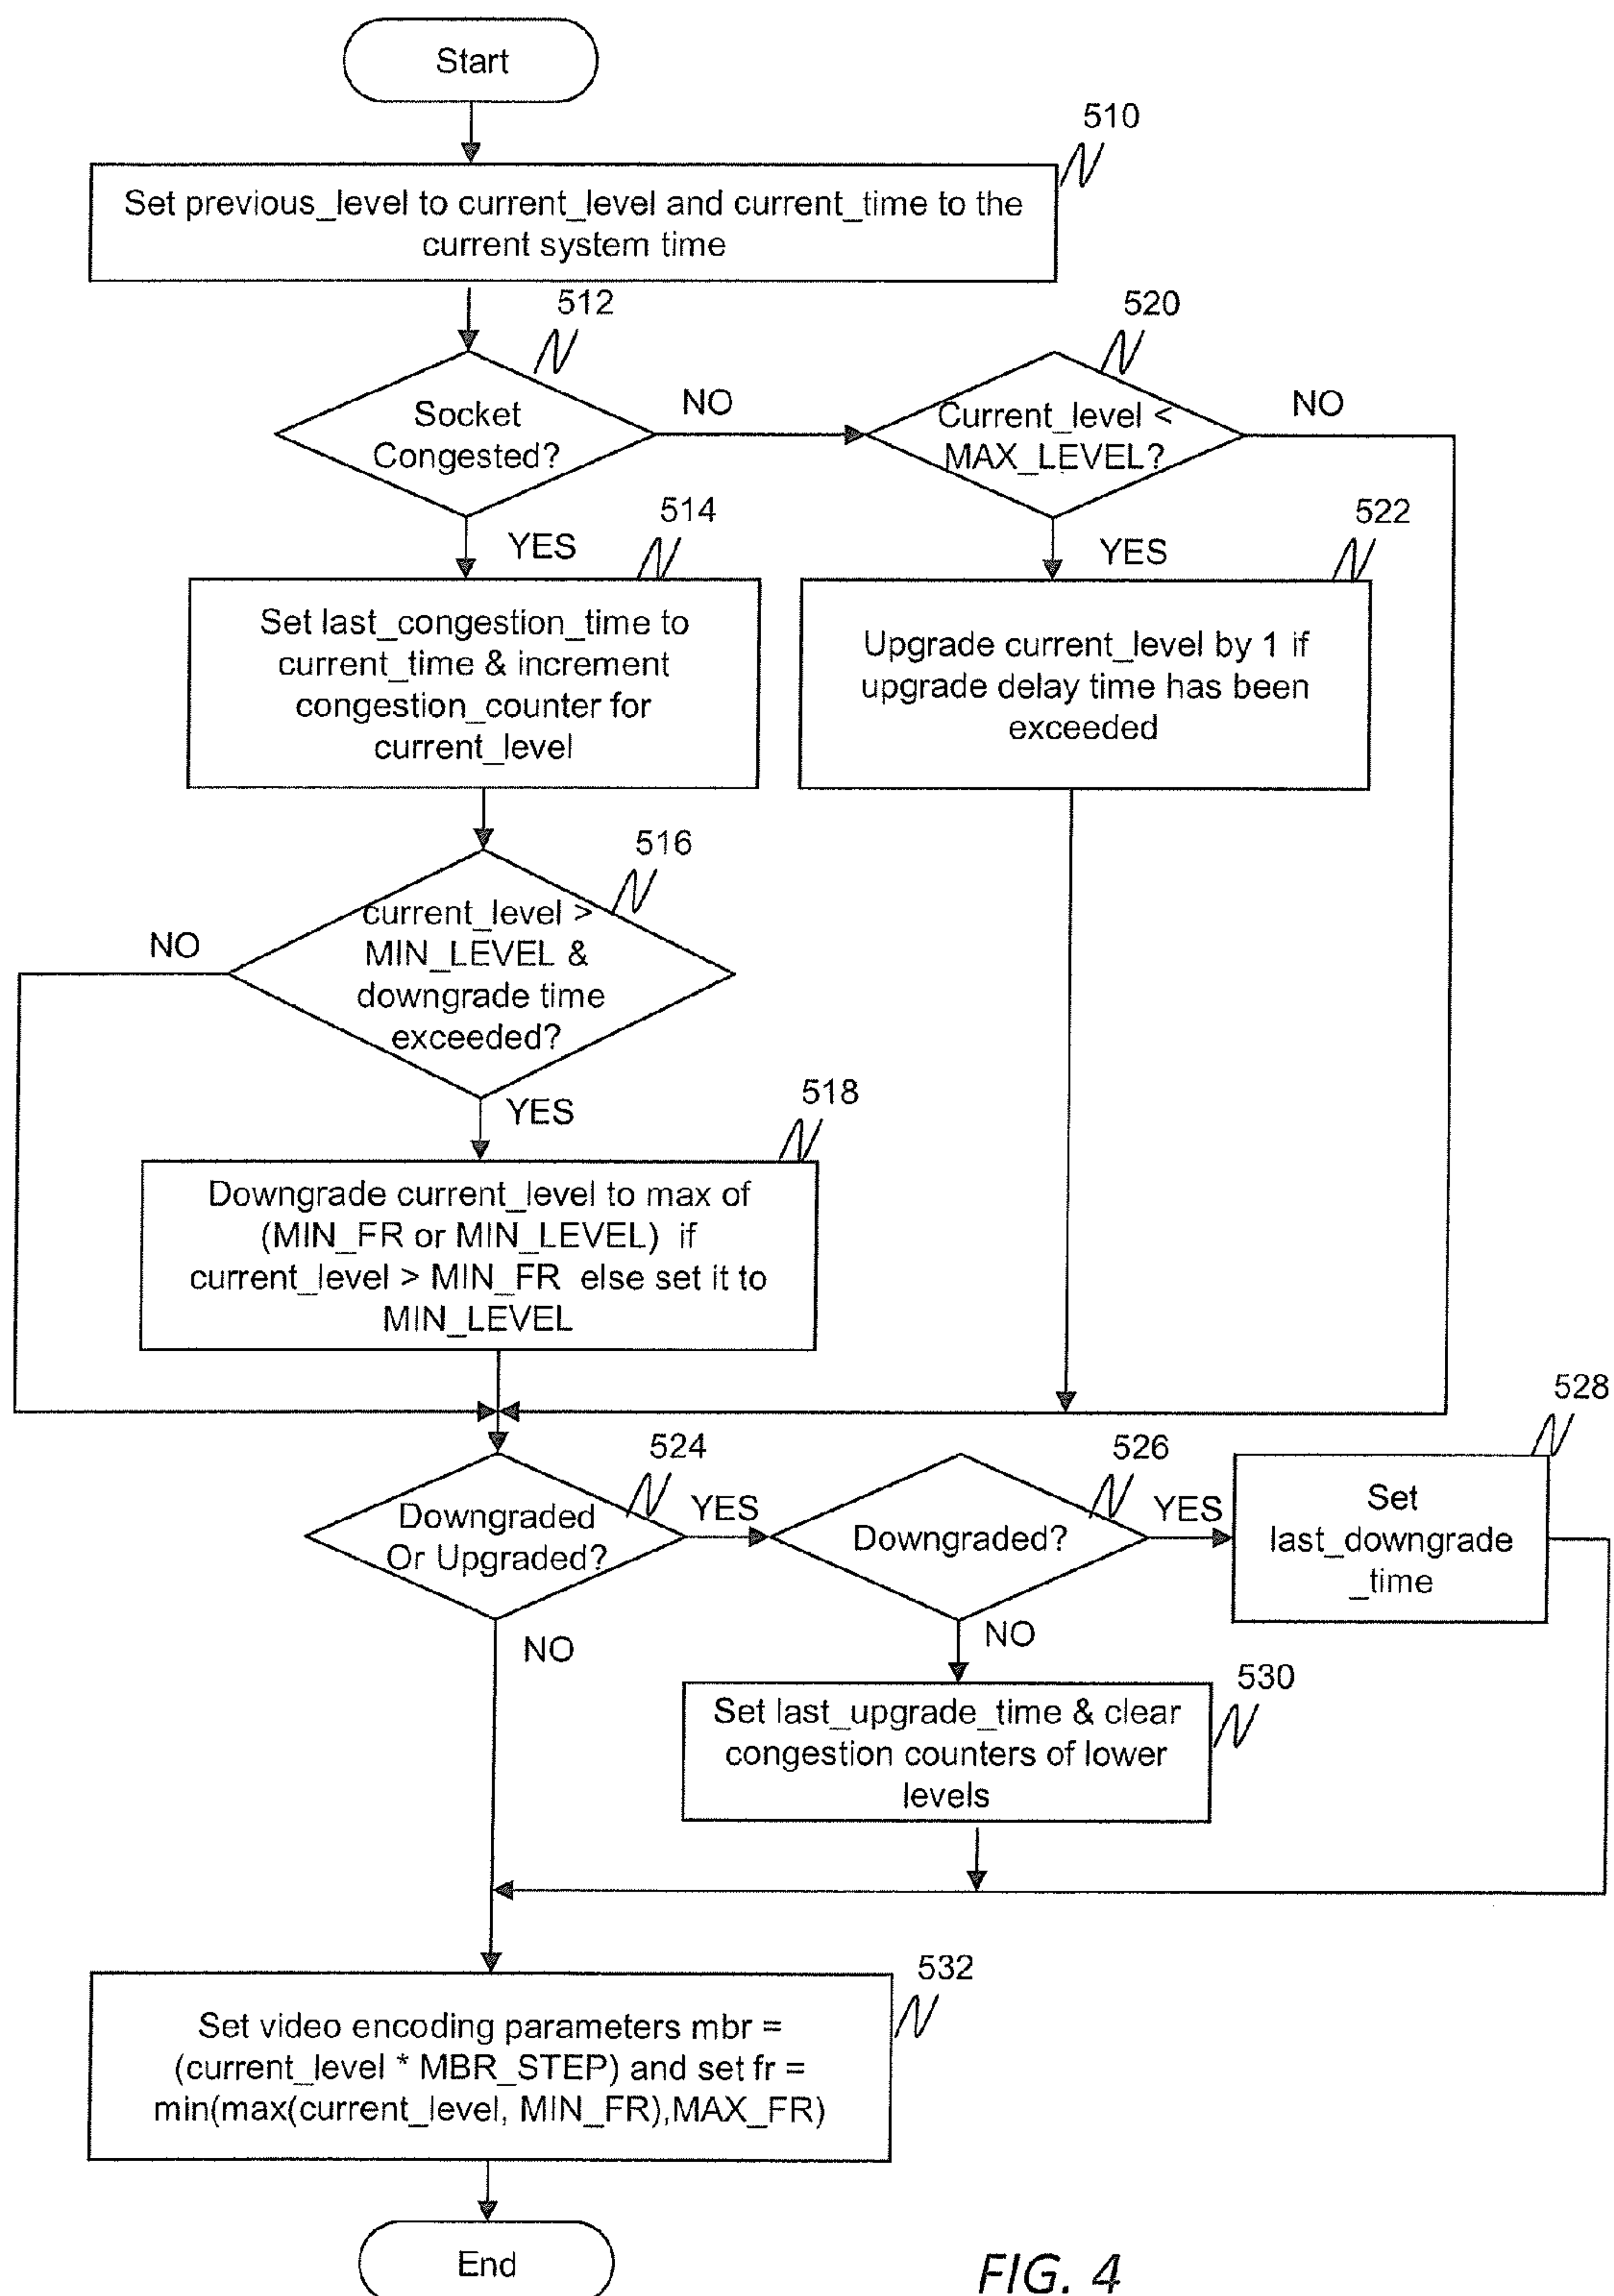 Start
510
Set previous_level to current_level and current_time to the
current system time
512
520
Socket
Congested?
NO
Current_level <
MAX_LEVEL?
NO
514
YES
522
YES
Set last_congestion_time to
current_time & increment
congestion_counter for
current_level
Upgrade current_level by 1 if
upgrade delay time has been
exceeded
516
current_level >
MIN_LEVEL &
downgrade time
exceeded?
NO
YES
518
Downgrade current_level to max of
(MIN_FR or MIN_LEVEL) if
current_level > MIN_FR else set it to
MIN_LEVEL
528
524
526
Downgraded
Or Upgraded?
YES
Downgraded?
YES
Set
last_downgrade
_time
NO
NO
530
Set last_upgrade_time & clear
congestion counters of lower
levels
532
Set video encoding parameters mbr =
(current_level * MBR_STEP) and set fr =
min(max(current_level, MIN_FR),MAX_FR)
End
FIG. 4